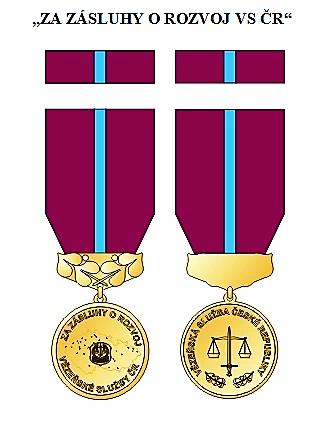 „ZA ZÁSLUHY O ROZVOJ VS ČR“
ZA ZÁSLUHY O ROZVOJ
VĚZEŇSKÉ SLUŽBY ČR
VĚZEŇSKÁ SLUŽBA ČESKÉ REPUBLIKY